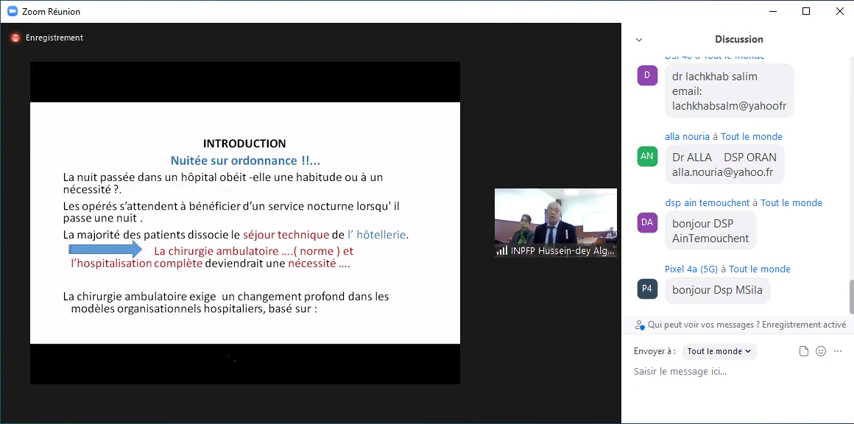 Zoom Réunion
Enregistrement
INTRODUCTION
Nuitée sur ordonnance !!...
La nuit passée dans un hôpital obéit -elle une habitude ou à un
nécessité ?.
Les opérés s'attendent à bénéficier d'un service nocturne lorsqu' il
passe une nuit .
La majorité des patients dissocie le séjour technique de l' hôtellerie.
La chirurgie ambulatoire ....( norme ) et
l'hospitalisation complète deviendrait une nécessité ....
La chirurgie ambulatoire exige un changement profond dans les
modèles organisationnels hospitaliers, basé sur :
INPFP Hussein-dey Alg...
Discussion
à Tout le monde
D
dr lachkhab salim
email:
lachkhabsalm@yahoofr
alla nouria à Tout le monde
AN
Dr ALLA DSP ORAN
alla.nouria@yahoo.fr
dsp ain temouchent à Tout le monde
DA
bonjour DSP
AinTemouchent
Pixel 4a (5G) à Tout le monde
P4
bonjour Dsp MSila
Qui peut voir vos messages ? Enregistrement activé
Envoyer à : Tout le monde
Saisir le message ici...